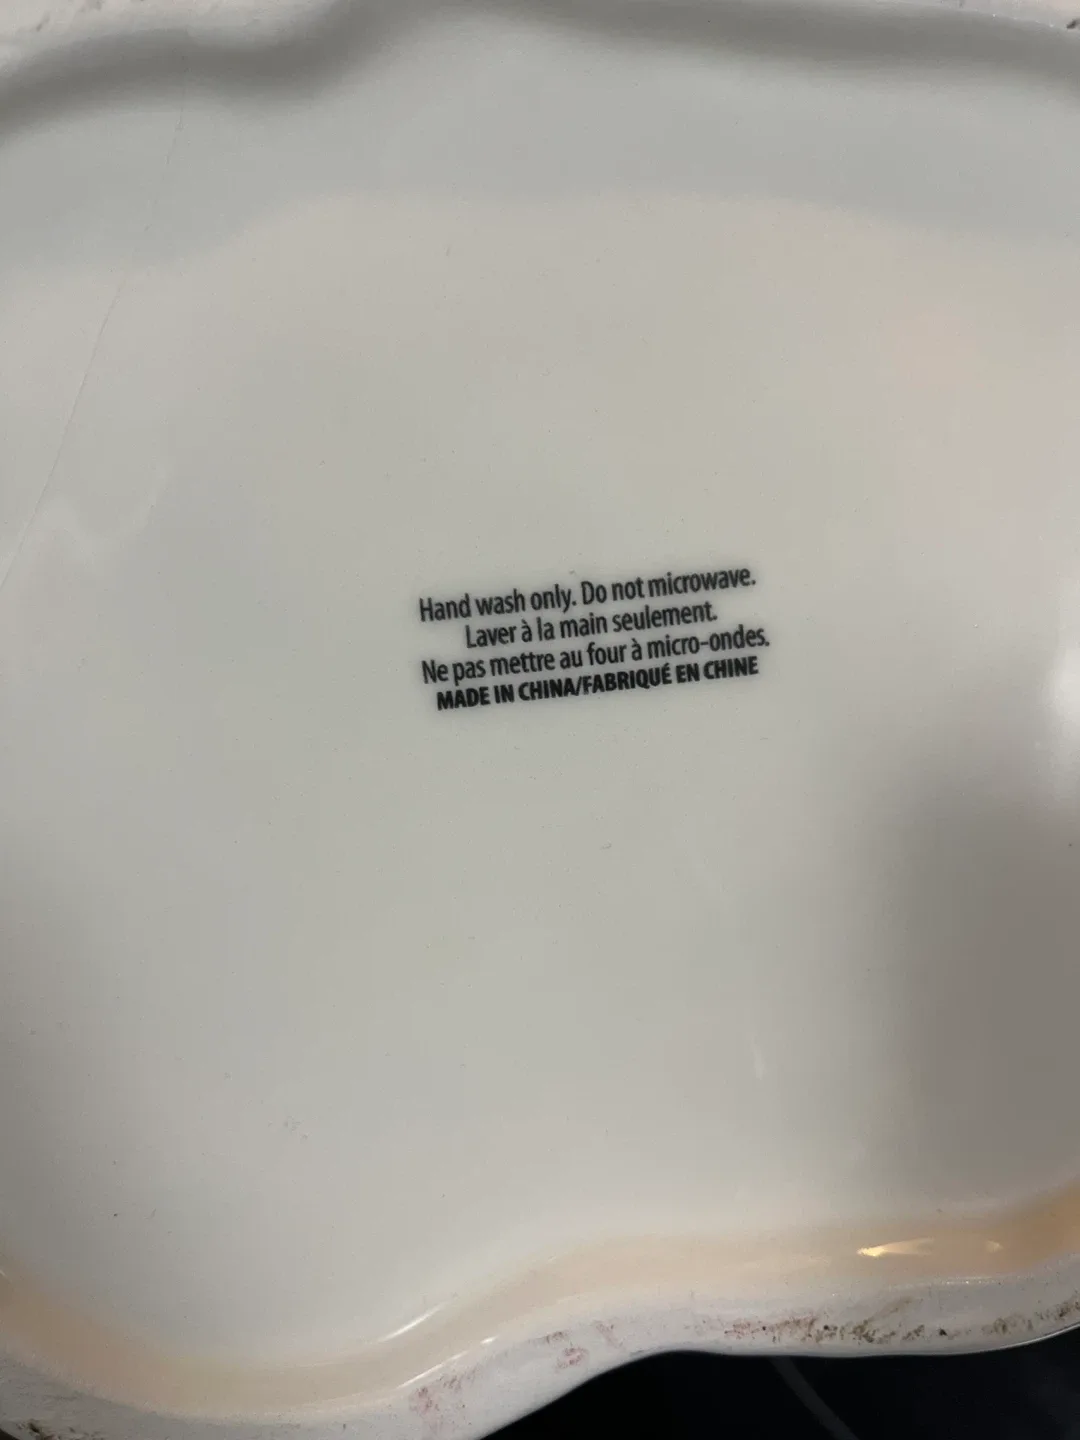 Hand wash only. Do not microwave.
Laver à la main seulement.
Ne pas mettre au four à micro-ondes.
MADE IN CHINA/FABRIQUÉ EN CHINE